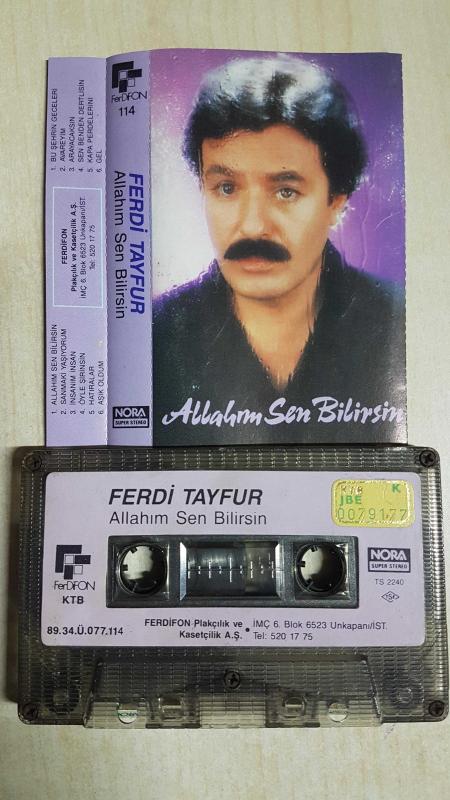 1. BU ŞEHRİN GECELERİ
2. AVAREYİM
3. ARAYACAKSIN
4. SEN BENDEN DERTLİSİN
5. KAPA PERDELERİNİ
6. GEL
FERDİFON
Plakçılık ve Kasetçilik A.Ş.
İMÇ 6. Blok 6523 Unkapanı/İST.
Tel: 520 17 75
1. ALLAHIM SEN BİLİRSİN
2. SANMAKİ YAŞIYORUM
3. İNSANIM İNSAN
4. ÖYLE ŞİRİNSİN
5. HATIRALAR
6. AŞIK OLDUM
FerDiFON
114
FERDİ TAYFUR
Allahım Sen Bilirsin
NORA
SUPER STEREO
Allahım Sen Bilirsin
FERDİ TAYFUR
Allahım Sen Bilirsin
KTB K
JBE
0079177
FerDiFON
KTB
NORA
SUPER STEREO
TS 2240
TSE
89.34.Ü.077.114
FERDİFON Plakçılık ve
Kasetçilik A.Ş.
•
İMÇ 6. Blok 6523 Unkapanı/İST.
Tel: 520 17 75